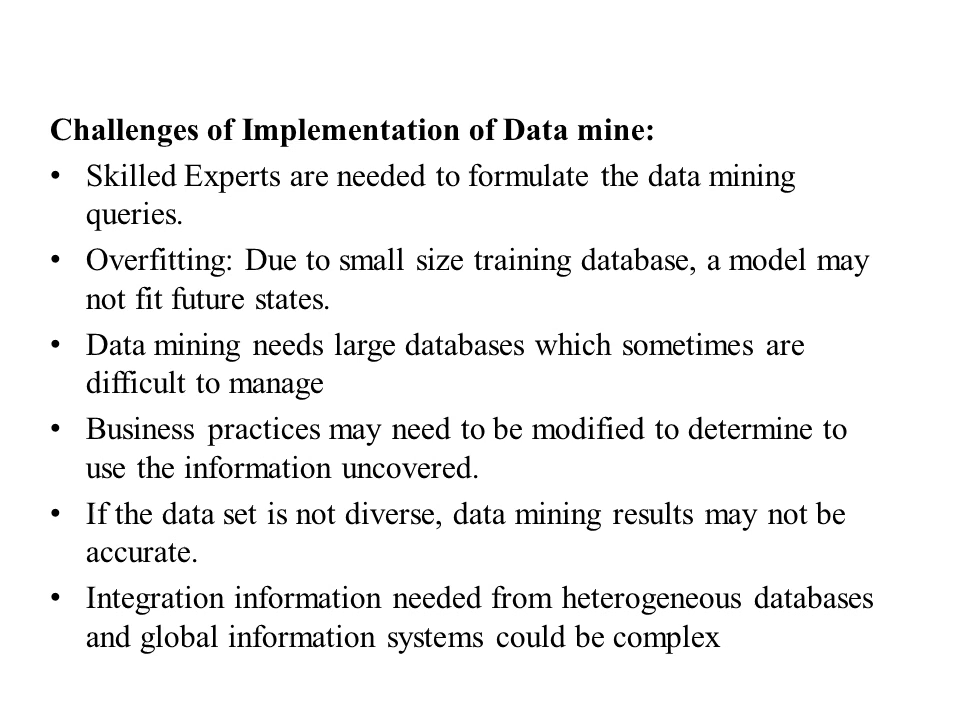 Challenges of Implementation of Data mine:
• Skilled Experts are needed to formulate the data mining
queries.
• Overfitting: Due to small size training database, a model may
not fit future states.
• Data mining needs large databases which sometimes are
difficult to manage
• Business practices may need to be modified to determine to
use the information uncovered.
• If the data set is not diverse, data mining results may not be
accurate.
• Integration information needed from heterogeneous databases
and global information systems could be complex